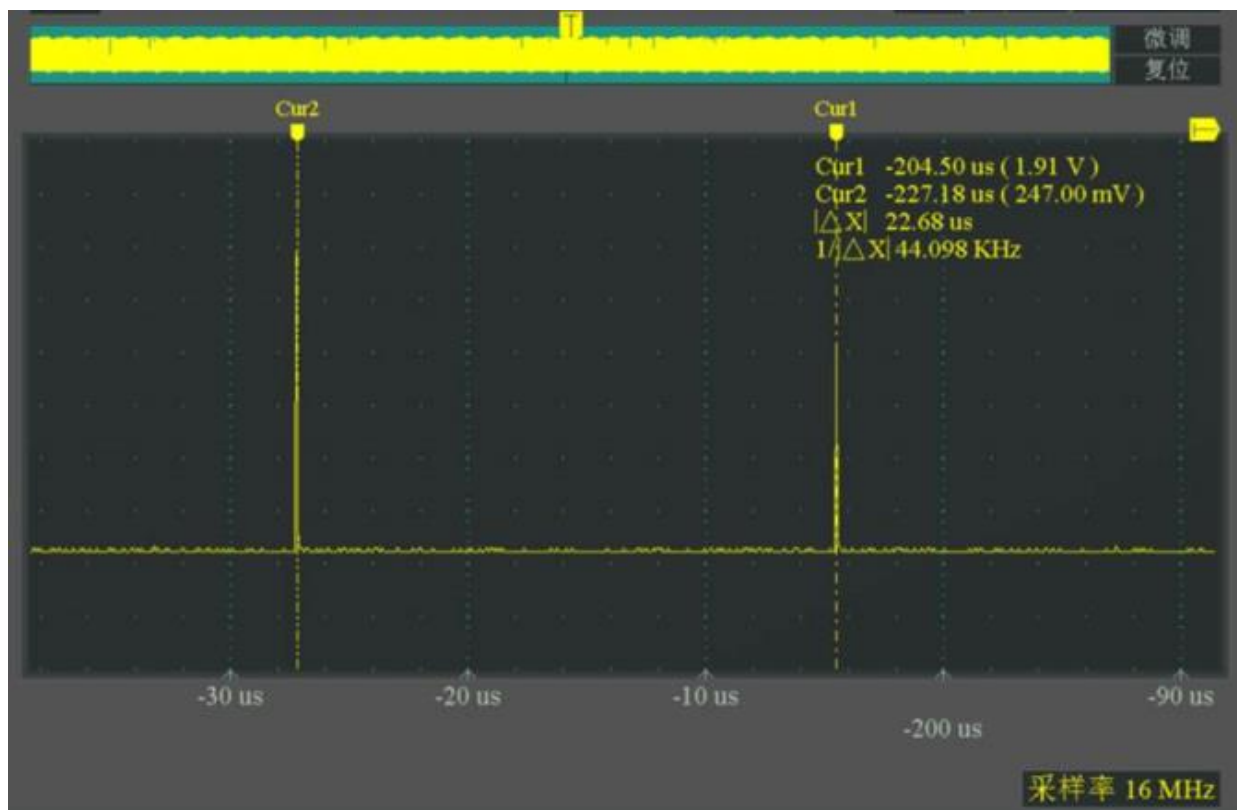 T
微调
复位
Cur2
Cur1
Cur1 -204.50 us ( 1.91 V )
Cur2 -227.18 us ( 247.00 mV )
|△X| 22.68 us
1/|△X| 44.098 KHz
-30 us
-20 us
-10 us
-90 us
-200 us
采样率 16 MHz